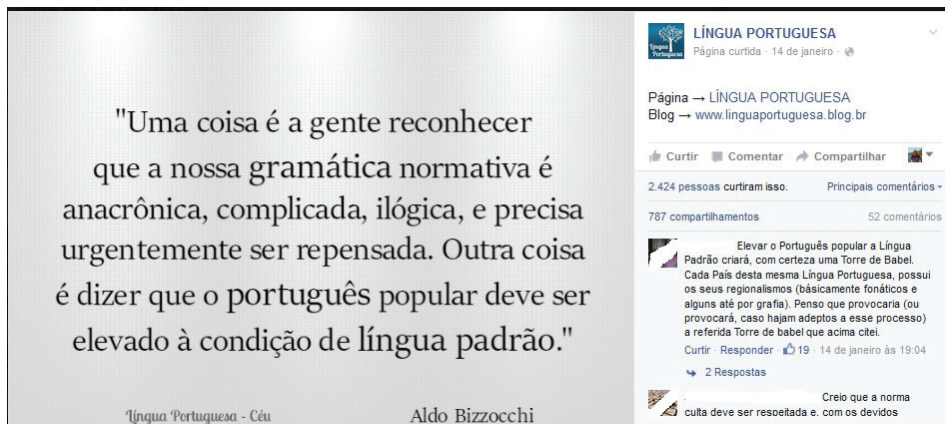 "Uma coisa é a gente reconhecer
que a nossa gramática normativa é
anacrônica, complicada, ilógica, e precisa
urgentemente ser repensada. Outra coisa
é dizer que o português popular deve ser
elevado à condição de língua padrão."
Língua Portuguesa - Céu
Aldo Bizzocchi
Língua
Portuguesa
LÍNGUA PORTUGUESA
Página curtida · 14 de janeiro ·
Página → LÍNGUA PORTUGUESA
Blog → www.linguaportuguesa.blog.br
Curtir Comentar Compartilhar
2.424 pessoas curtiram isso. Principais comentários
787 compartilhamentos 52 comentários
Elevar o Português popular a Língua
Padrão criará, com certeza uma Torre de Babel.
Cada País desta mesma Língua Portuguesa, possui
os seus regionalismos (básicamente fonáticos e
alguns até por grafia). Penso que provocaria (ou
provocará, caso hajam adeptos a esse processo)
a referida Torre de babel que acima citei.
Curtir · Responder · 19 · 14 de janeiro às 19:04
2 Respostas
Creio que a norma
culta deve ser respeitada e, com os devidos